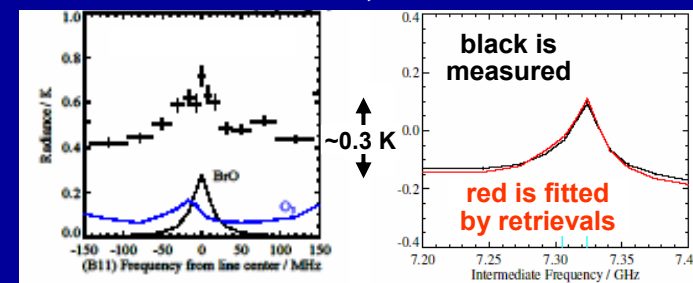 1.0
0.8
0.6
0.4
0.2
0.0
Radiance / K
BrO
O3
-150 -100 -50 0 50 100 150
(B11) Frequency from line center / MHz
~0.3 K
0.4
0.2
0.0
-0.2
-0.4
black is
measured
red is fitted
by retrievals
7.20 7.25 7.30 7.35 7.4
Intermediate Frequency / GHz